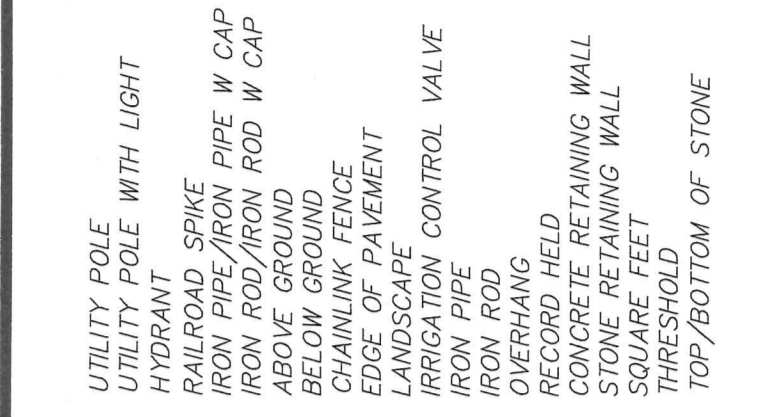 UTILITY POLE
UTILITY POLE WITH LIGHT
HYDRANT
RAILROAD SPIKE
IRON PIPE/IRON PIPE W CAP
IRON ROD/IRON ROD W CAP
ABOVE GROUND
BELOW GROUND
CHAINLINK FENCE
EDGE OF PAVEMENT
LANDSCAPE
IRRIGATION CONTROL VALVE
IRON PIPE
IRON ROD
OVERHANG
RECORD HELD
CONCRETE RETAINING WALL
STONE RETAINING WALL
SQUARE FEET
THRESHOLD
TOP/BOTTOM OF STONE